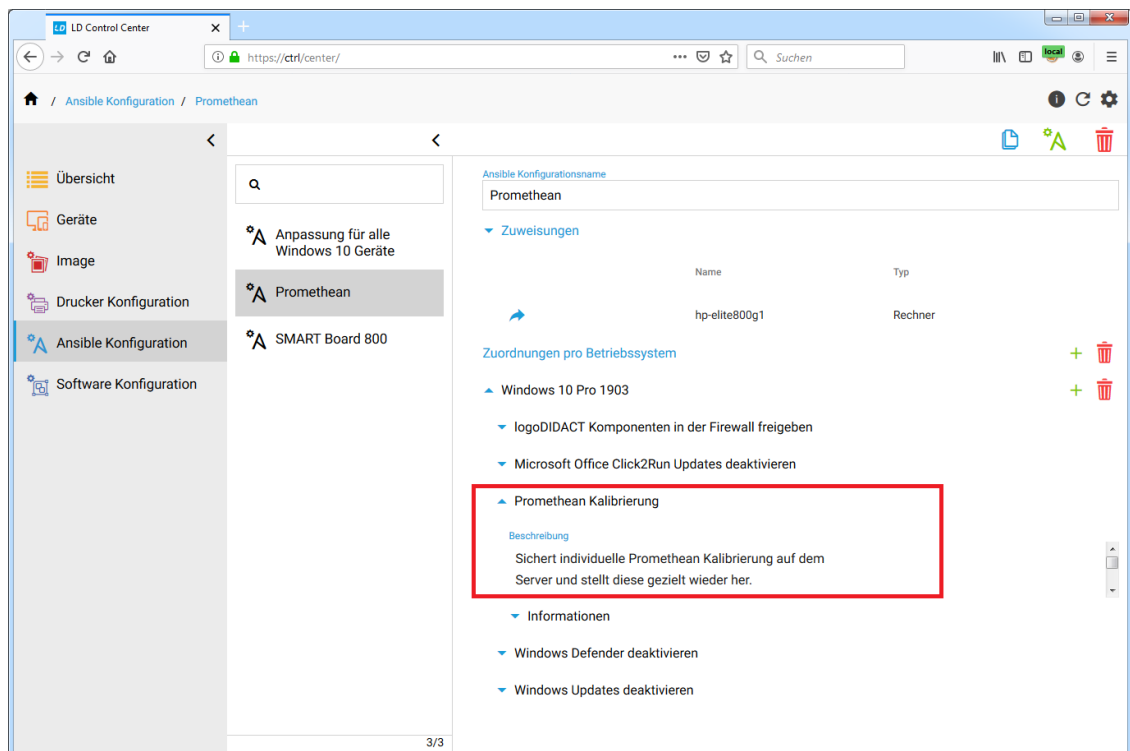 LD LD Control Center
https://ctrl/center/
Suchen
local
/ Ansible Konfiguration / Promethean
Übersicht
Geräte
Image
Drucker Konfiguration
Ansible Konfiguration
Software Konfiguration
Anpassung für alle
Windows 10 Geräte
Promethean
SMART Board 800
3/3
Ansible Konfigurationsname
Promethean
Zuweisungen
Name Typ
hp-elite800g1 Rechner
Zuordnungen pro Betriebssystem
Windows 10 Pro 1903
logoDIDACT Komponenten in der Firewall freigeben
Microsoft Office Click2Run Updates deaktivieren
Promethean Kalibrierung
Beschreibung
Sichert individuelle Promethean Kalibrierung auf dem
Server und stellt diese gezielt wieder her.
Informationen
Windows Defender deaktivieren
Windows Updates deaktivieren